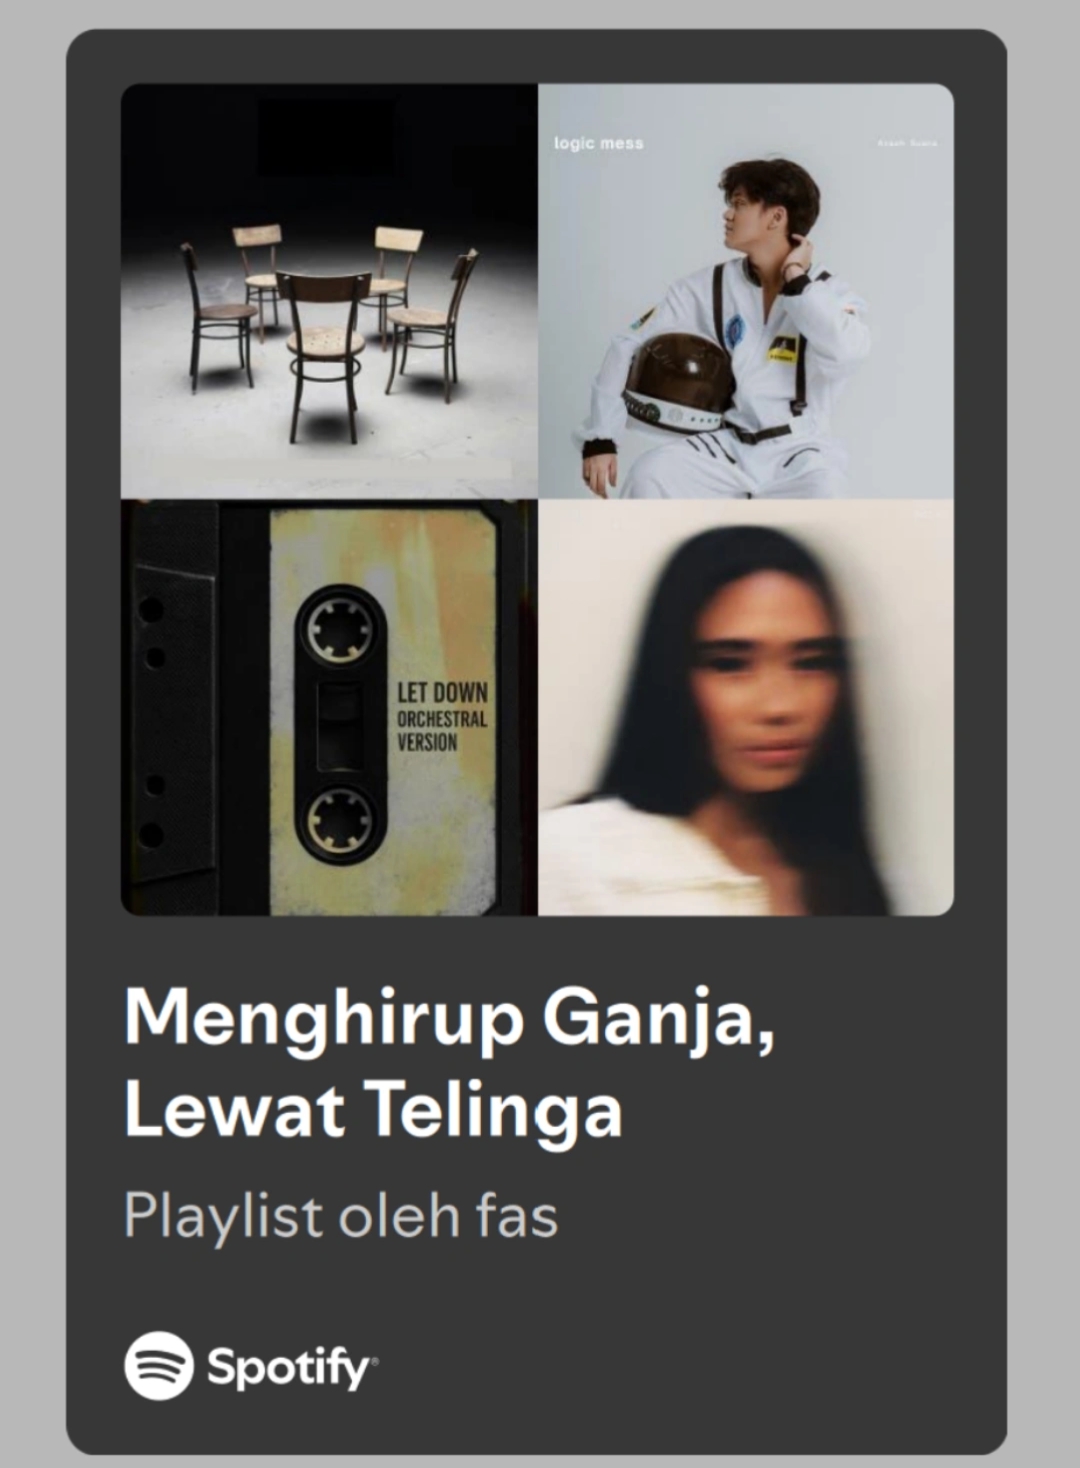 logic mess
LET DOWN
ORCHESTRAL
VERSION
Menghirup Ganja,
Lewat Telinga
Playlist oleh fas
Spotify